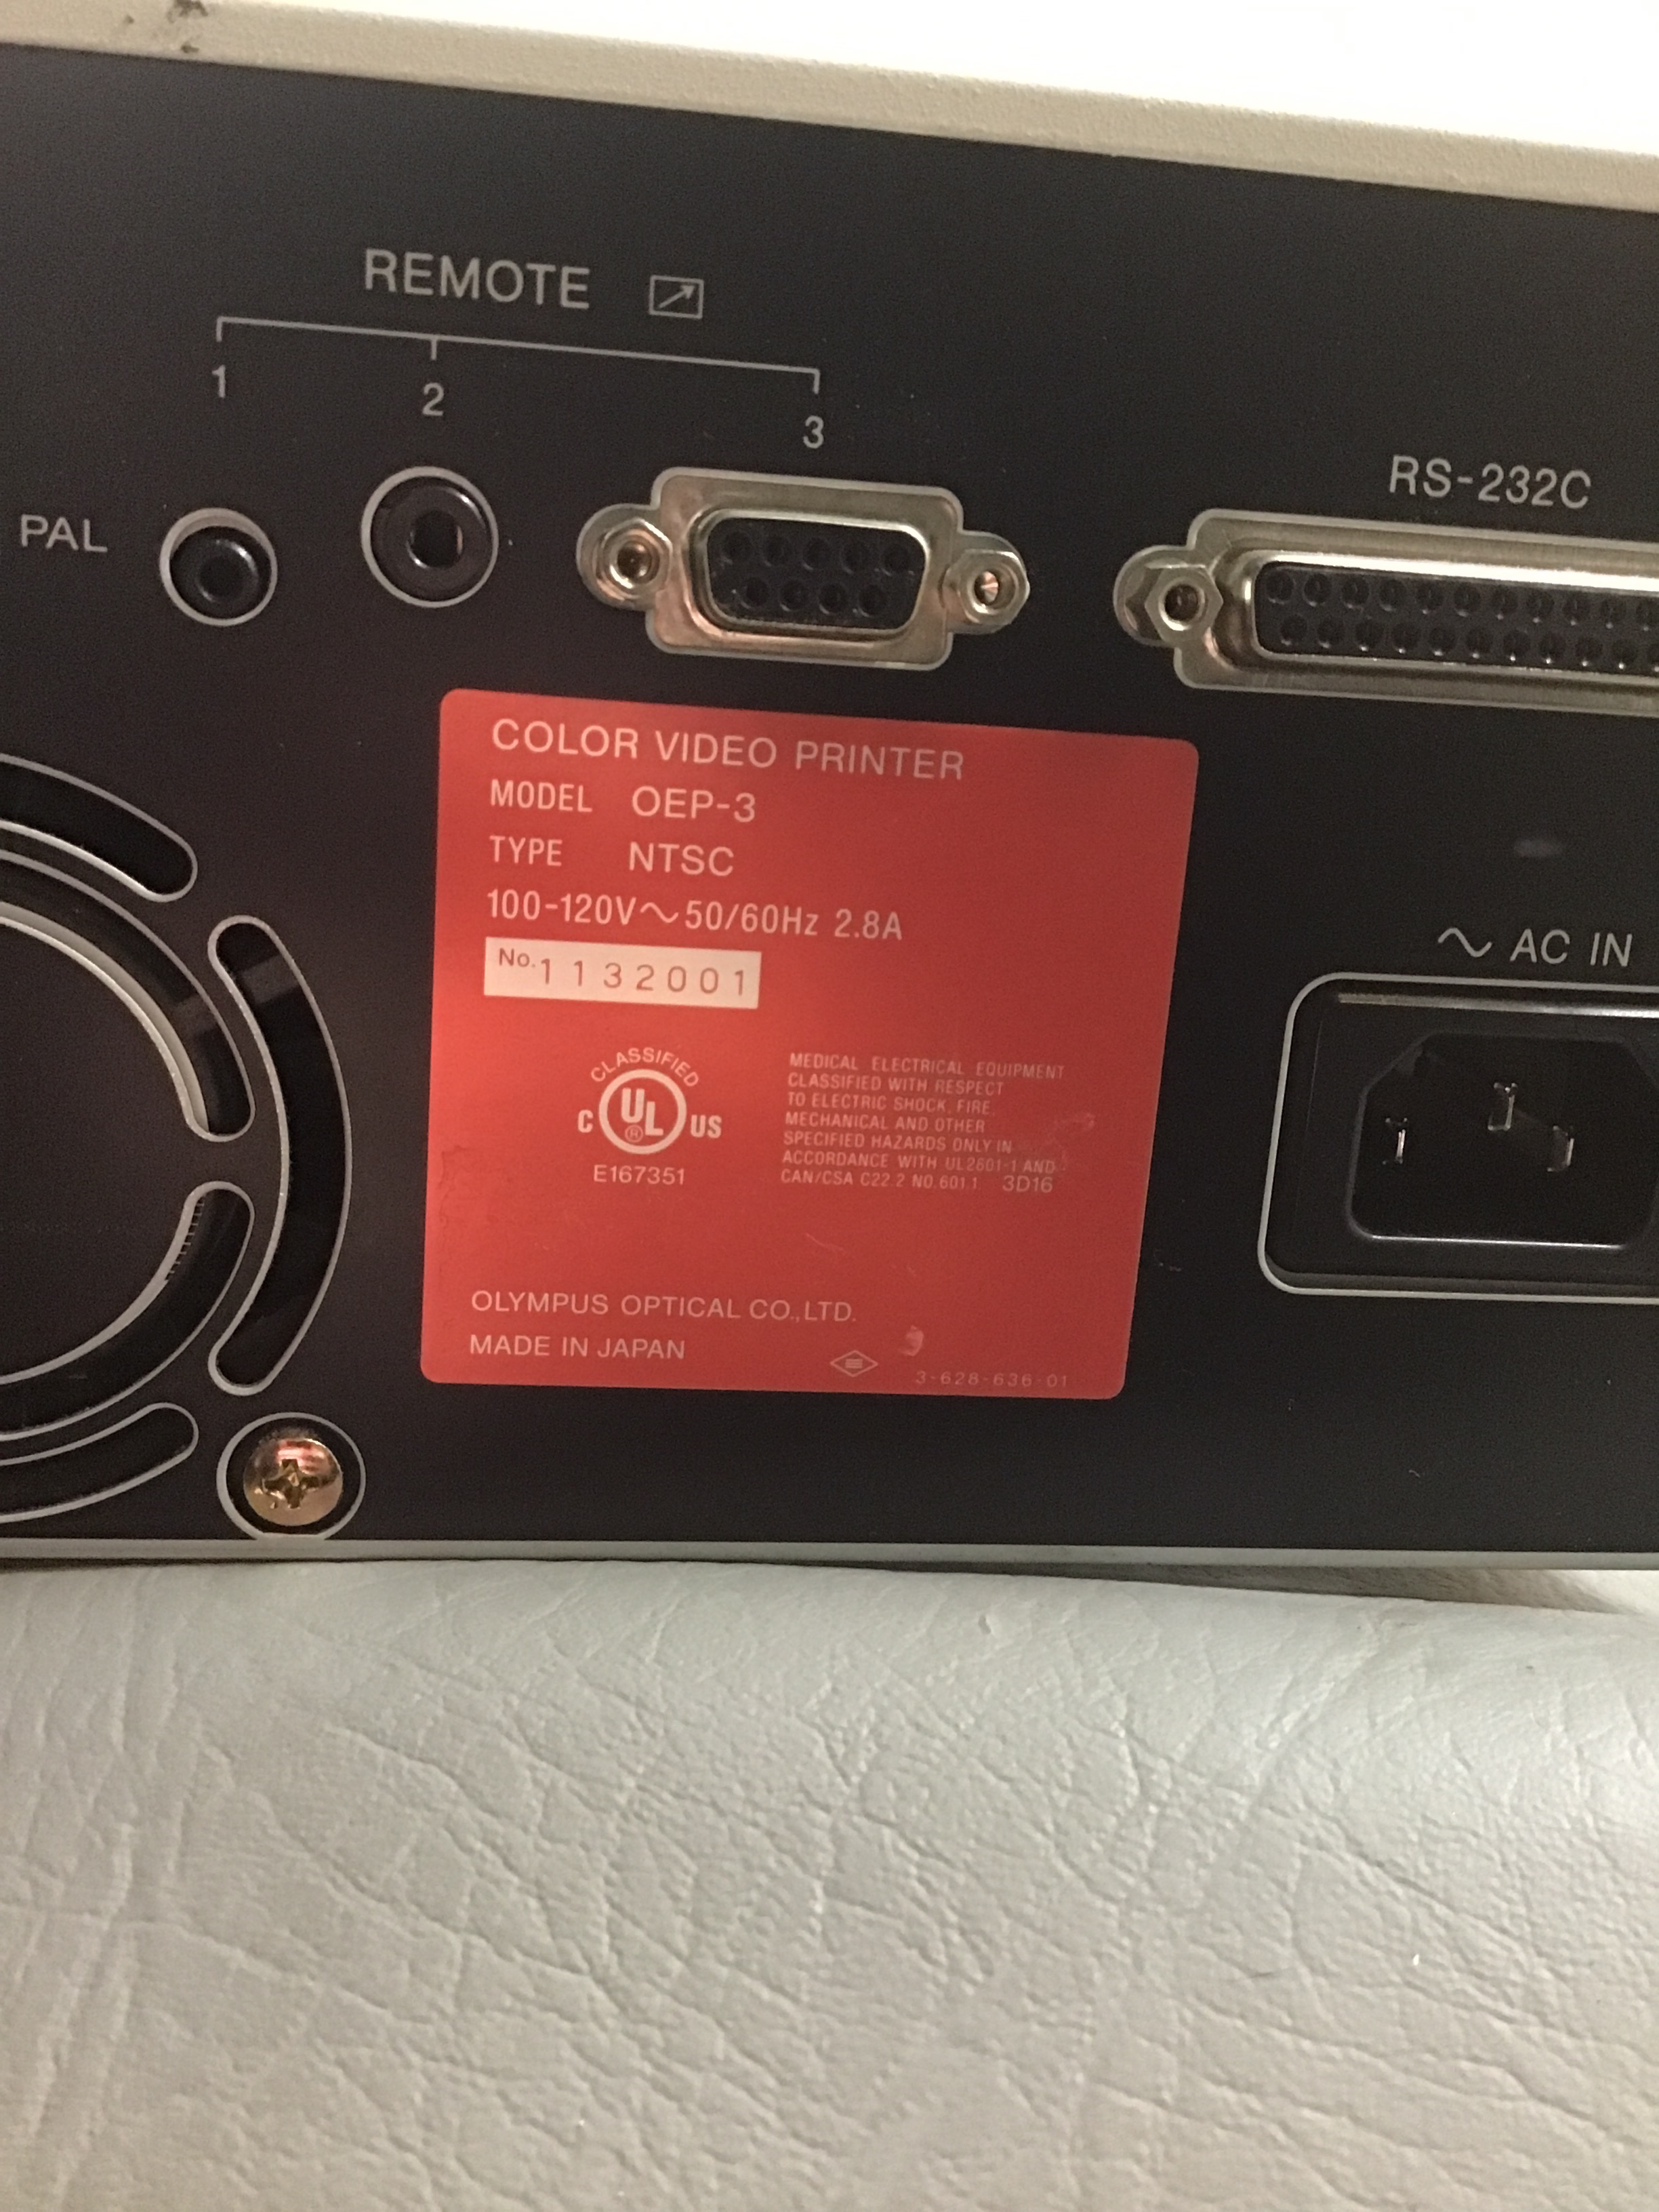 REMOTE
1
2
3
PAL
RS-232C
COLOR VIDEO PRINTER
MODEL OEP-3
TYPE NTSC
100-120V～50/60Hz 2.8A
No. 1132001
～ AC IN
CLASSIFIED
C UL US
®
E167351
MEDICAL ELECTRICAL EQUIPMENT
CLASSIFIED WITH RESPECT
TO ELECTRIC SHOCK, FIRE,
MECHANICAL AND OTHER
SPECIFIED HAZARDS ONLY IN
ACCORDANCE WITH UL2601-1 AND
CAN/CSA C22.2 NO.601.1 3D16
OLYMPUS OPTICAL CO.,LTD.
MADE IN JAPAN
3-628-636-01